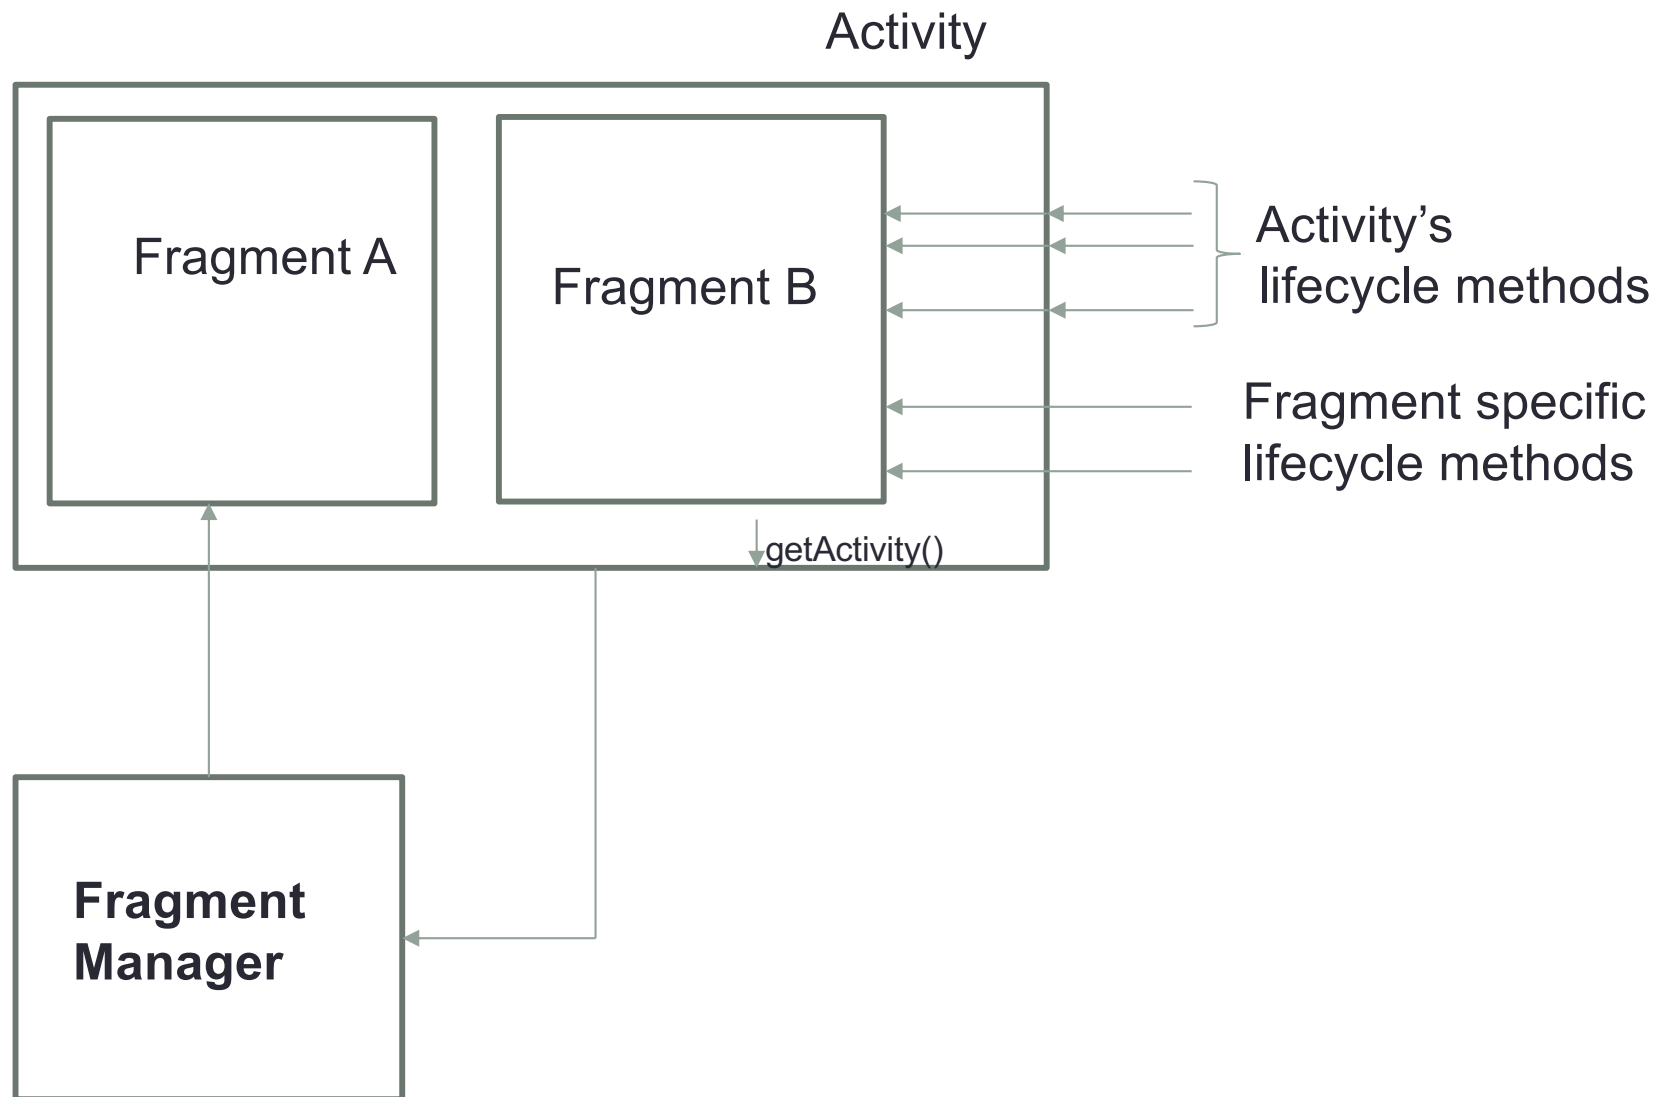 Activity
Fragment A
Fragment B
Activity’s
lifecycle methods
Fragment specific
lifecycle methods
getActivity()
Fragment
Manager